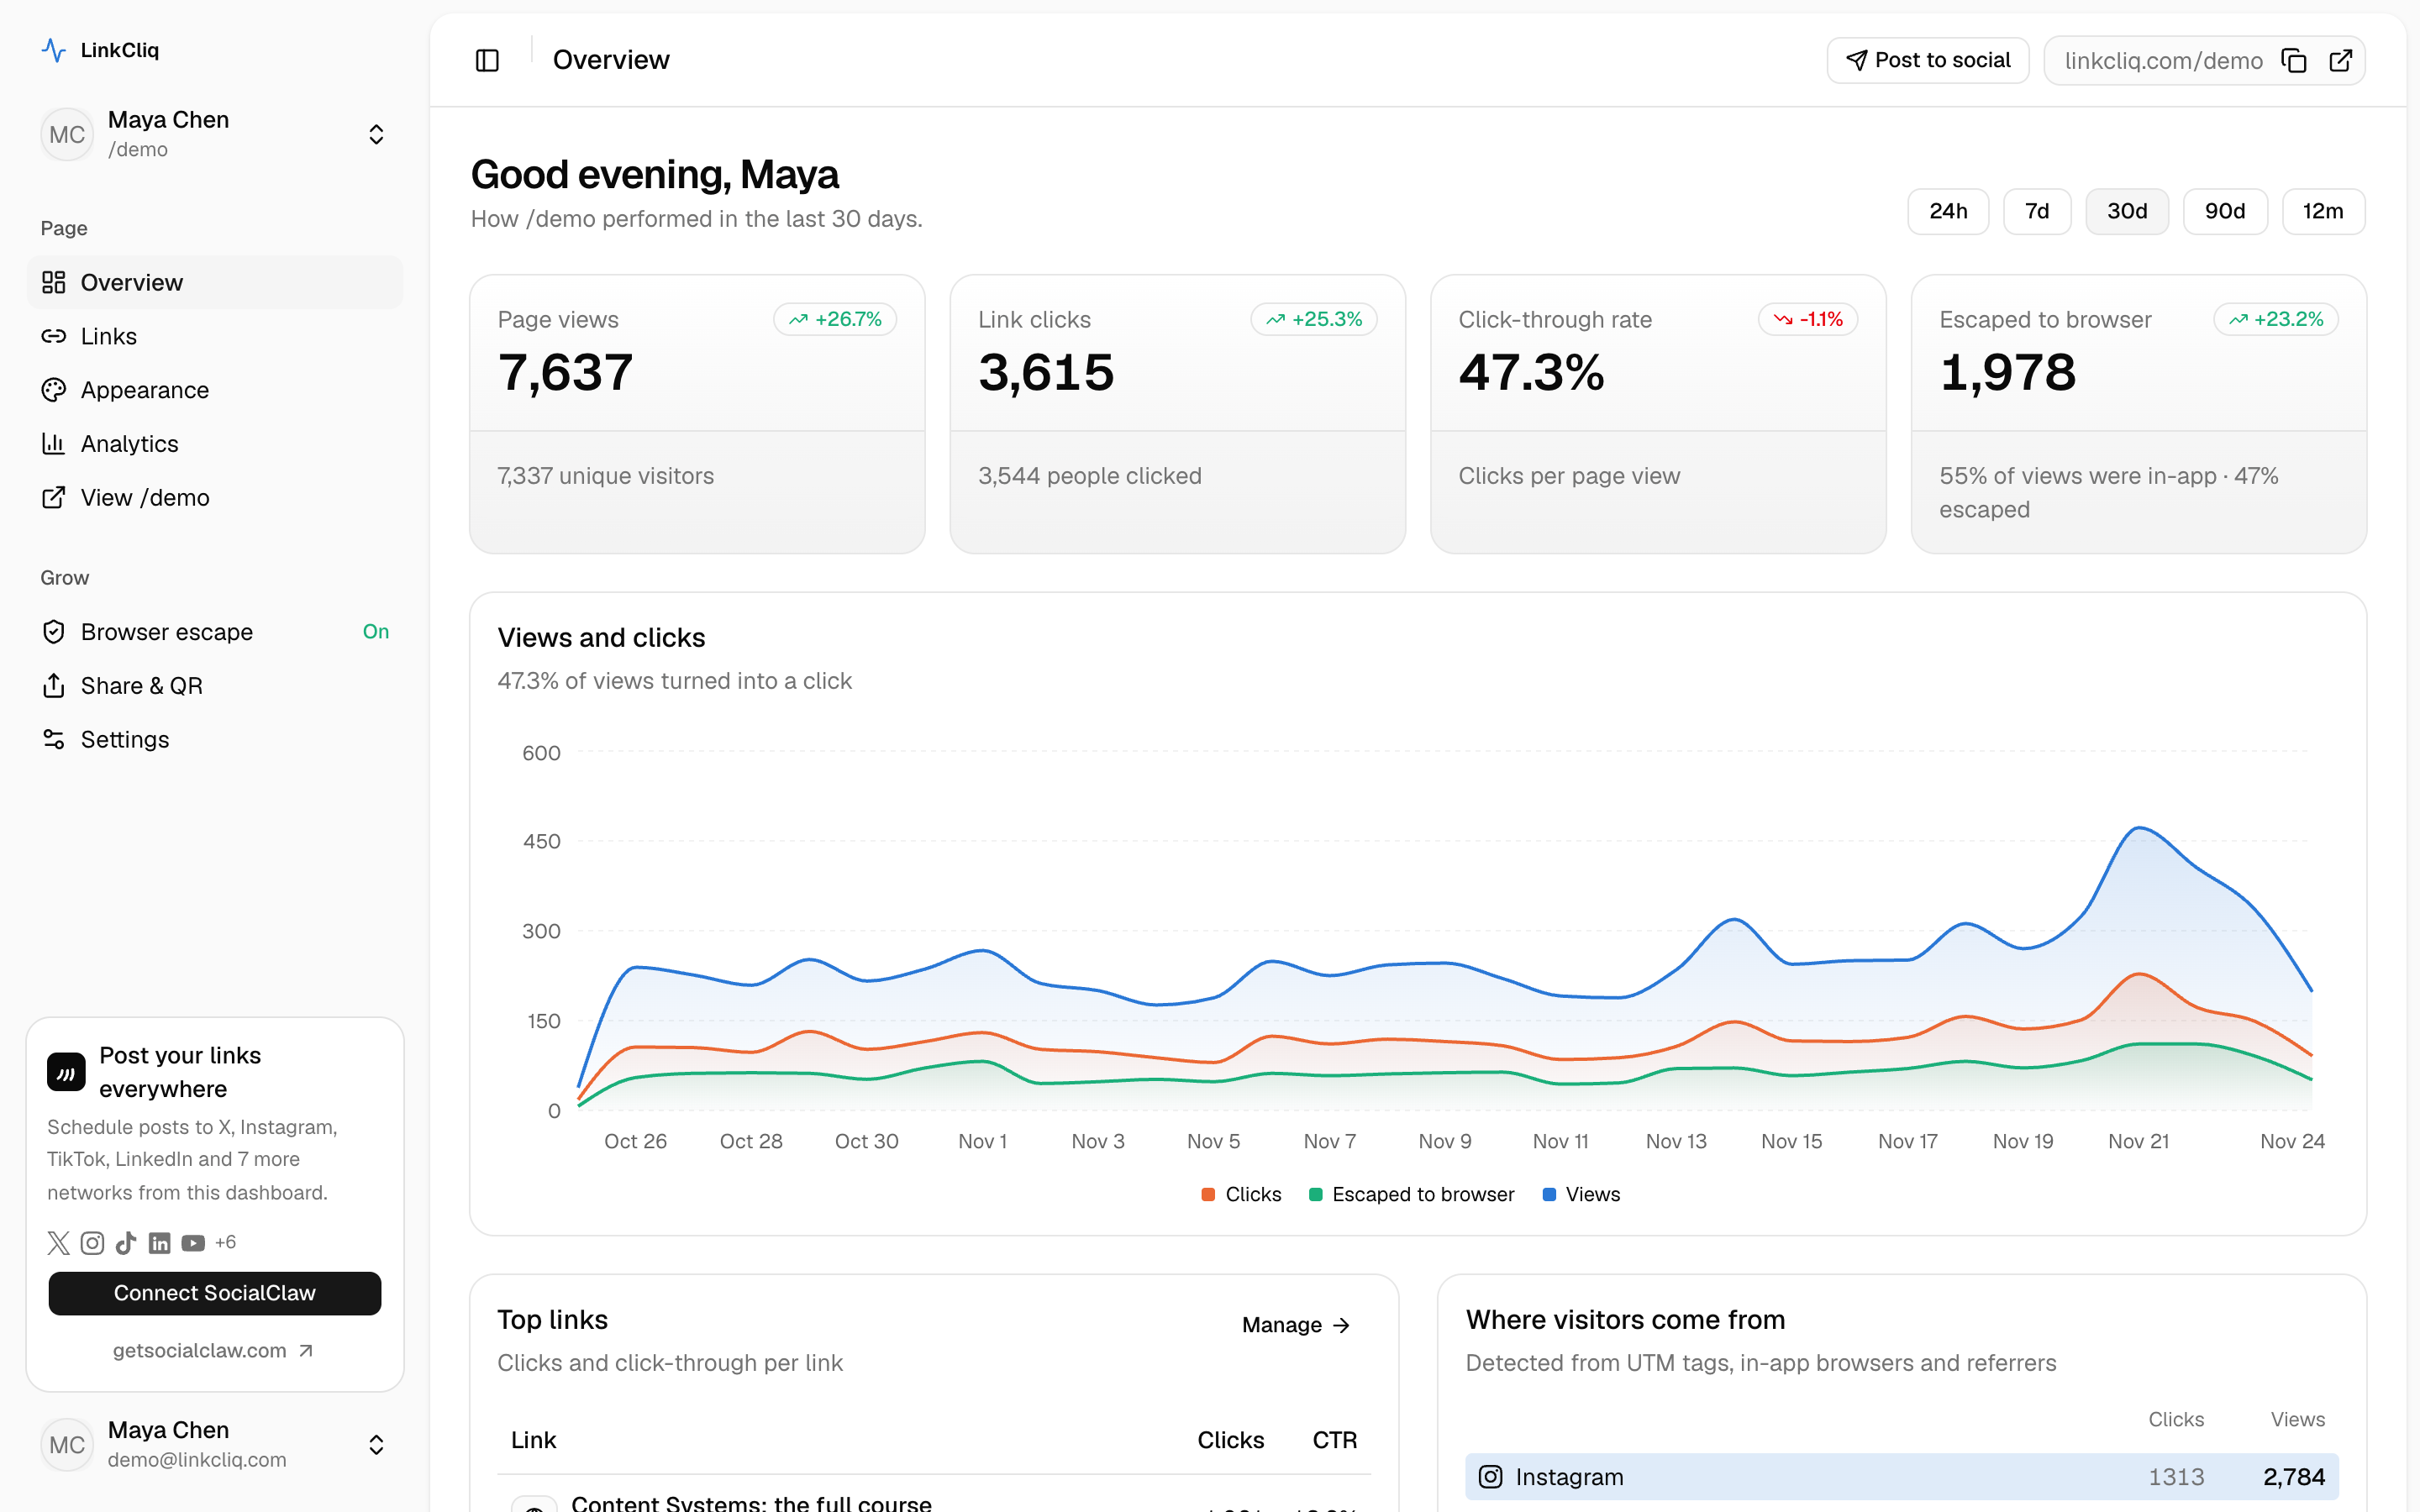 LinkCliq
MC
Maya Chen
/demo
Page
Overview
Links
Appearance
Analytics
View /demo
Grow
Browser escape
On
Share & QR
Settings
Post your links
everywhere
Schedule posts to X, Instagram,
TikTok, LinkedIn and 7 more
networks from this dashboard.
+6
Connect SocialClaw
getsocialclaw.com
MC
Maya Chen
demo@linkcliq.com
Overview
Post to social
linkcliq.com/demo
Good evening, Maya
How /demo performed in the last 30 days.
24h 7d 30d 90d 12m
Page views
+26.7%
7,637
7,337 unique visitors
Link clicks
+25.3%
3,615
3,544 people clicked
Click-through rate
-1.1%
47.3%
Clicks per page view
Escaped to browser
+23.2%
1,978
55% of views were in-app · 47%
escaped
Views and clicks
47.3% of views turned into a click
600
450
300
150
0
Oct 26 Oct 28 Oct 30 Nov 1 Nov 3 Nov 5 Nov 7 Nov 9 Nov 11 Nov 13 Nov 15 Nov 17 Nov 19 Nov 21 Nov 24
Clicks Escaped to browser Views
Top links
Manage
Clicks and click-through per link
Link Clicks CTR
Content Systems: the full course
Where visitors come from
Detected from UTM tags, in-app browsers and referrers
Clicks Views
Instagram 1313 2,784